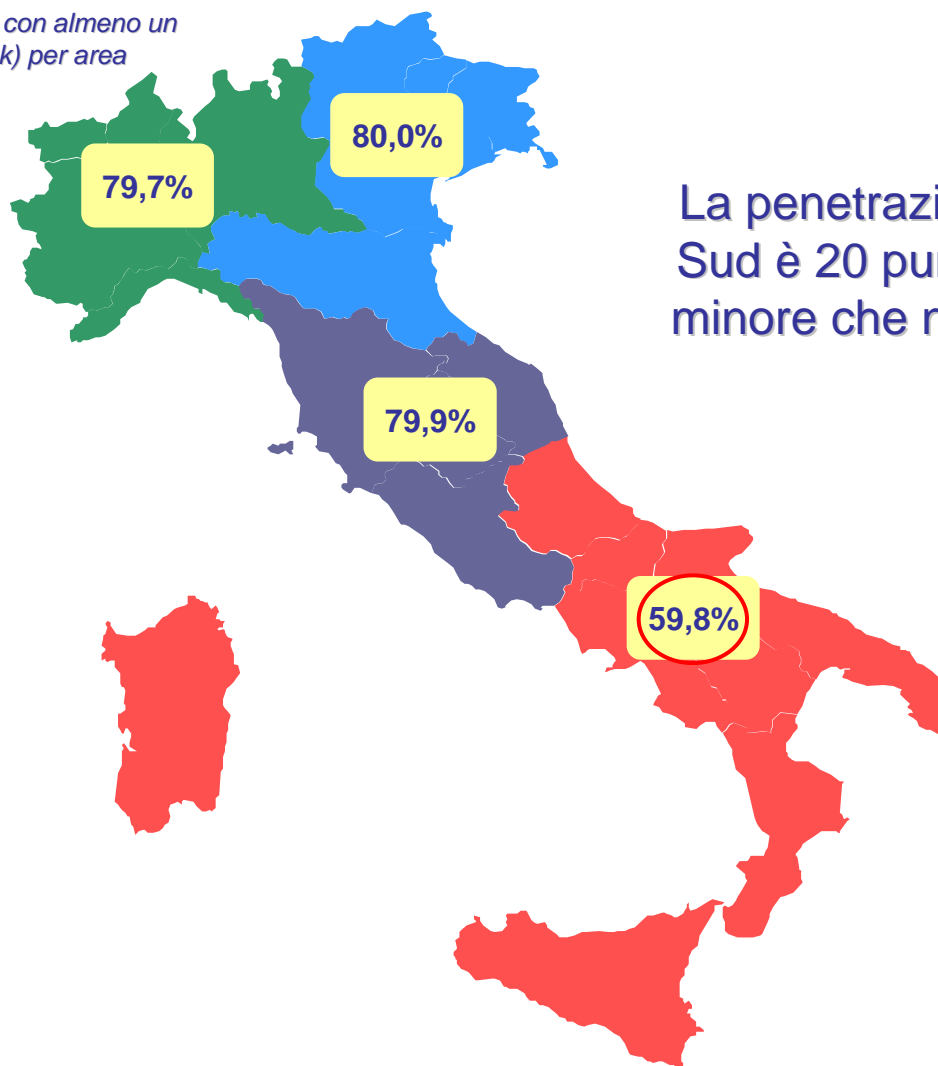 con almeno un
k) per area
80,0%
79,7%
La penetrazi
Sud è 20 pu
minore che n
79,9%
59,8%